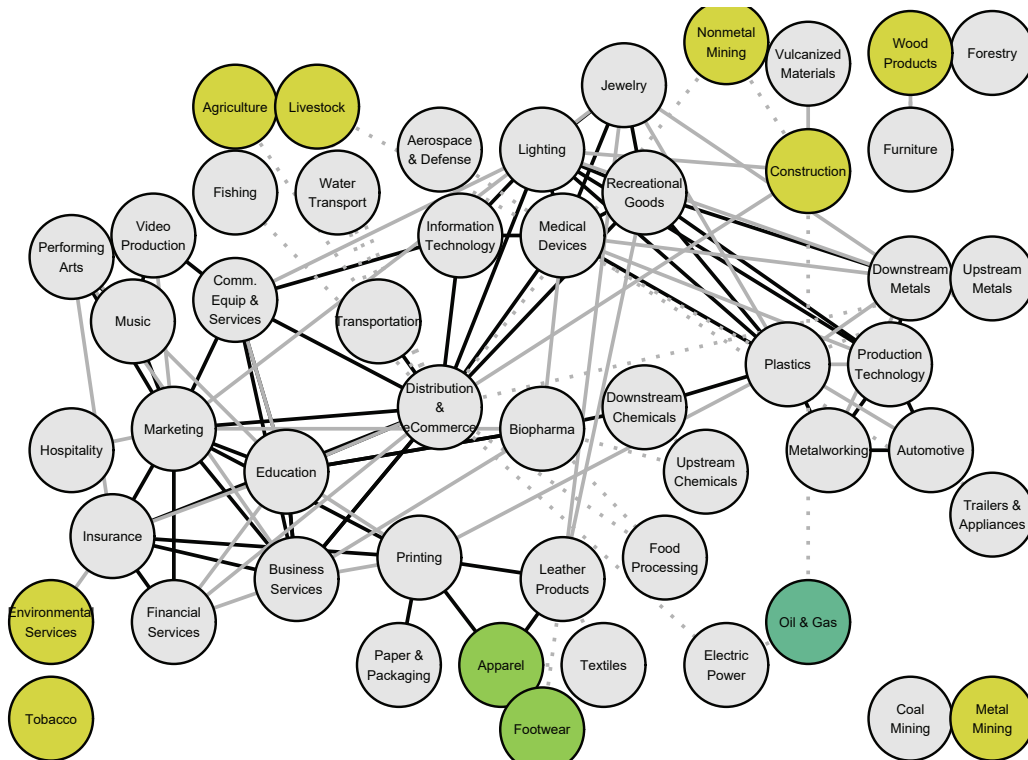 Nonmetal
Mining
Vulcanized
Materials
Wood
Products
Forestry
Jewelry
Agriculture
Livestock
Aerospace
& Defense
Lighting
Furniture
Construction
Fishing
Water
Transport
Recreational
Goods
Video
Production
Performing
Arts
Information
Technology
Medical
Devices
Comm.
Equip &
Services
Downstream
Metals
Upstream
Metals
Music
Transportation
Plastics
Production
Technology
Distribution
&
eCommerce
Downstream
Chemicals
Marketing
Biopharma
Hospitality
Education
Upstream
Chemicals
Metalworking
Automotive
Trailers &
Appliances
Insurance
Printing
Food
Processing
Business
Services
Leather
Products
Environmental
Services
Financial
Services
Oil & Gas
Paper &
Packaging
Apparel
Textiles
Electric
Power
Tobacco
Footwear
Coal
Mining
Metal
Mining